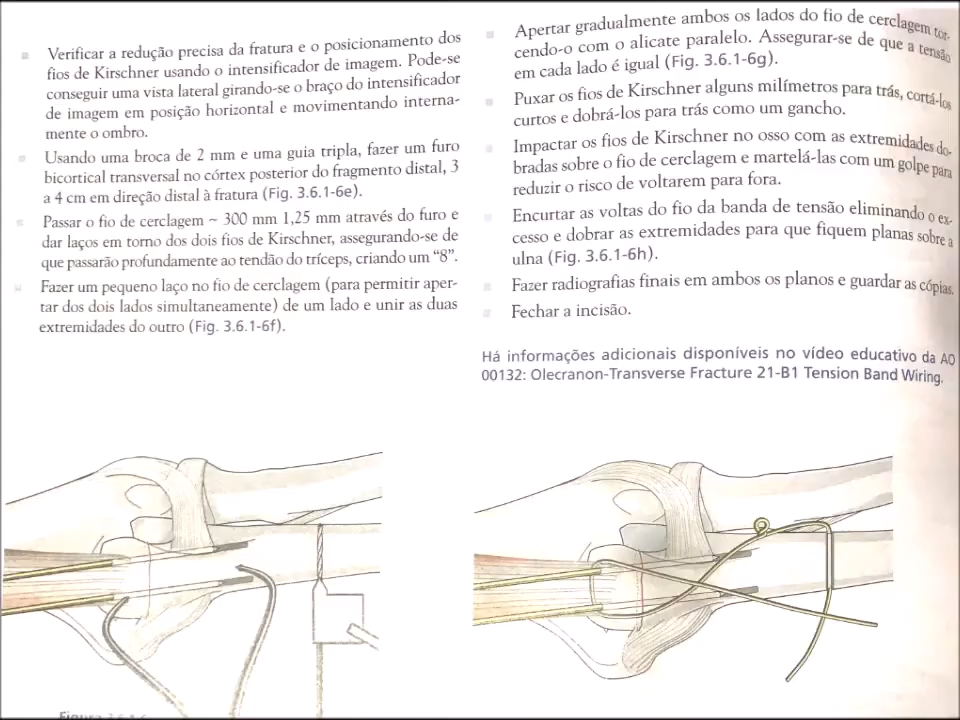 Verificar a redução precisa da fratura e o posicionamento dos
fios de Kirschner usando o intensificador de imagem. Pode-se
conseguir uma vista lateral girando-se o braço do intensificador
de imagem em posição horizontal e movimentando interna-
mente o ombro.
Usando uma broca de 2 mm e uma guia tripla, fazer um furo
bicortical transversal no córtex posterior do fragmento distal, 3
a 4 cm em direção distal à fratura (Fig. 3.6.1-6e).
Passar o fio de cerclagem ~ 300 mm 1,25 mm através do furo e
dar laços em torno dos dois fios de Kirschner, assegurando-se de
que passarão profundamente ao tendão do tríceps, criando um “8”.
Fazer um pequeno laço no fio de cerclagem (para permitir aper-
tar dos dois lados simultaneamente) de um lado e unir as duas
extremidades do outro (Fig. 3.6.1-6f).
Apertar gradualmente ambos os lados do fio de cerclagem tor-
cendo-o com o alicate paralelo. Assegurar-se de que a tensão
em cada lado é igual (Fig. 3.6.1-6g).
Puxar os fios de Kirschner alguns milímetros para trás, cortá-los
curtos e dobrá-los para trás como um gancho.
Impactar os fios de Kirschner no osso com as extremidades do-
bradas sobre o fio de cerclagem e martelá-las com um golpe para
reduzir o risco de voltarem para fora.
Encurtar as voltas do fio da banda de tensão eliminando o ex-
cesso e dobrar as extremidades para que fiquem planas sobre a
ulna (Fig. 3.6.1-6h).
Fazer radiografias finais em ambos os planos e guardar as cópias.
Fechar a incisão.
Há informações adicionais disponíveis no vídeo educativo da AO
00132: Olecranon-Transverse Fracture 21-B1 Tension Band Wiring.